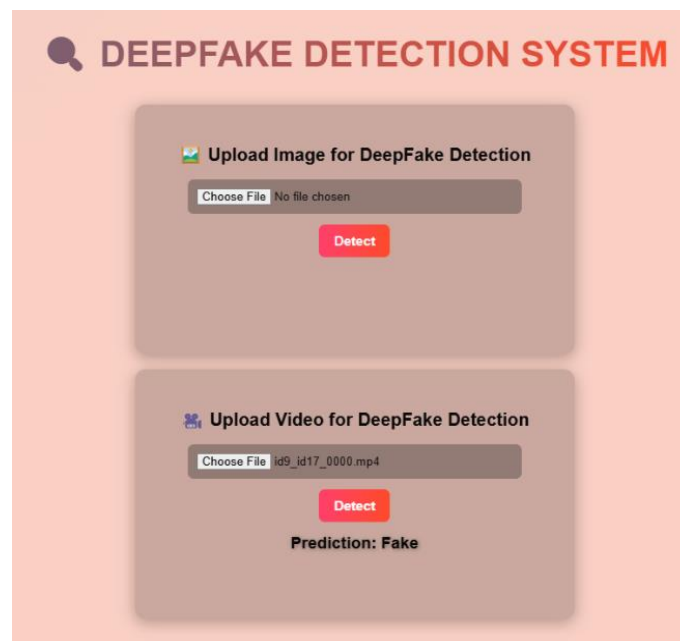 DEEPFAKE DETECTION SYSTEM
Upload Image for DeepFake Detection
Choose File No file chosen
Detect
Upload Video for DeepFake Detection
Choose File id9_id17_0000.mp4
Detect
Prediction: Fake